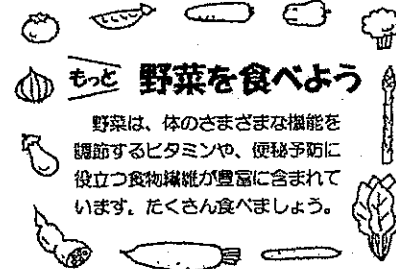 もっと 野菜を食べよう
野菜は、体のさまざまな機能を
調節するビタミンや、便秘予防に
役立つ食物繊維が豊富に含まれて
います。たくさん食べましょう。